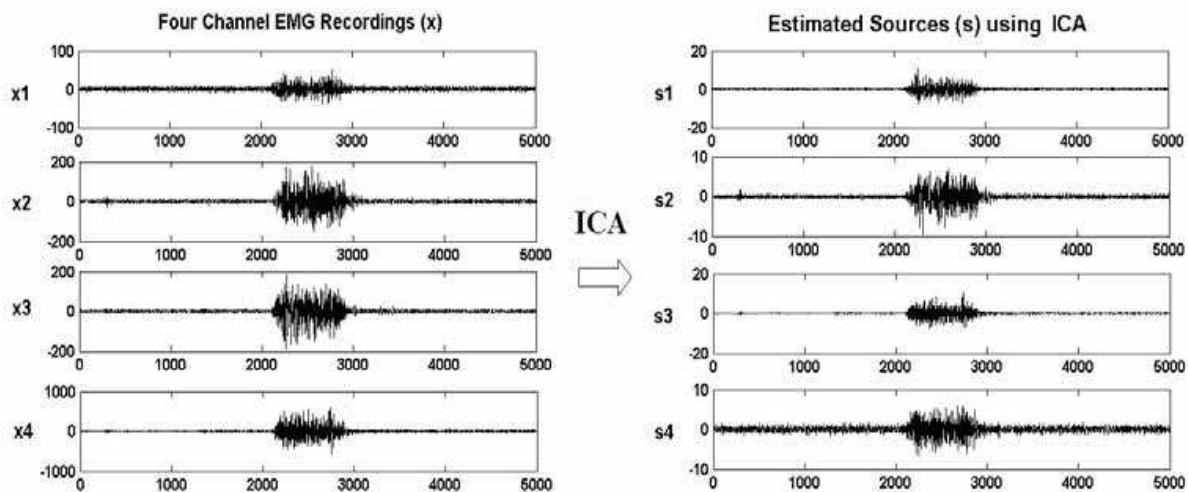 Four Channel EMG Recordings (x)
100
x1
0
-100
0 1000 2000 3000 4000 5000
200
x2
0
-200
0 1000 2000 3000 4000 5000
200
x3
0
-200
0 1000 2000 3000 4000 5000
1000
x4
0
-1000
0 1000 2000 3000 4000 5000
ICA
Estimated Sources (s) using ICA
20
s1
0
-20
0 1000 2000 3000 4000 5000
10
s2
0
-10
0 1000 2000 3000 4000 5000
20
s3
0
-20
0 1000 2000 3000 4000 5000
10
s4
0
-10
0 1000 2000 3000 4000 5000